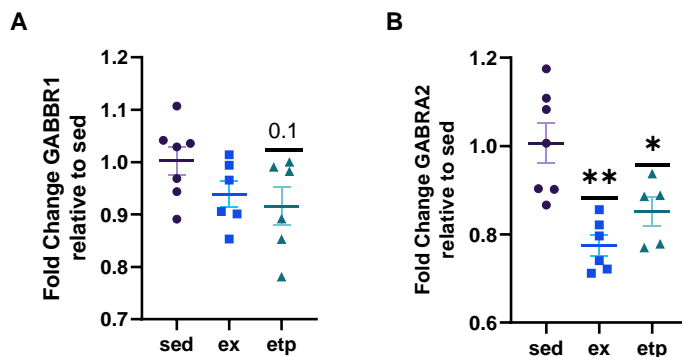 A
Fold Change GABBR1
relative to sed
1.2
1.1
1.0
0.9
0.8
0.7
0.1
sed ex etp
B
Fold Change GABRA2
relative to sed
1.2
1.0
0.8
0.6
**
*
sed ex etp